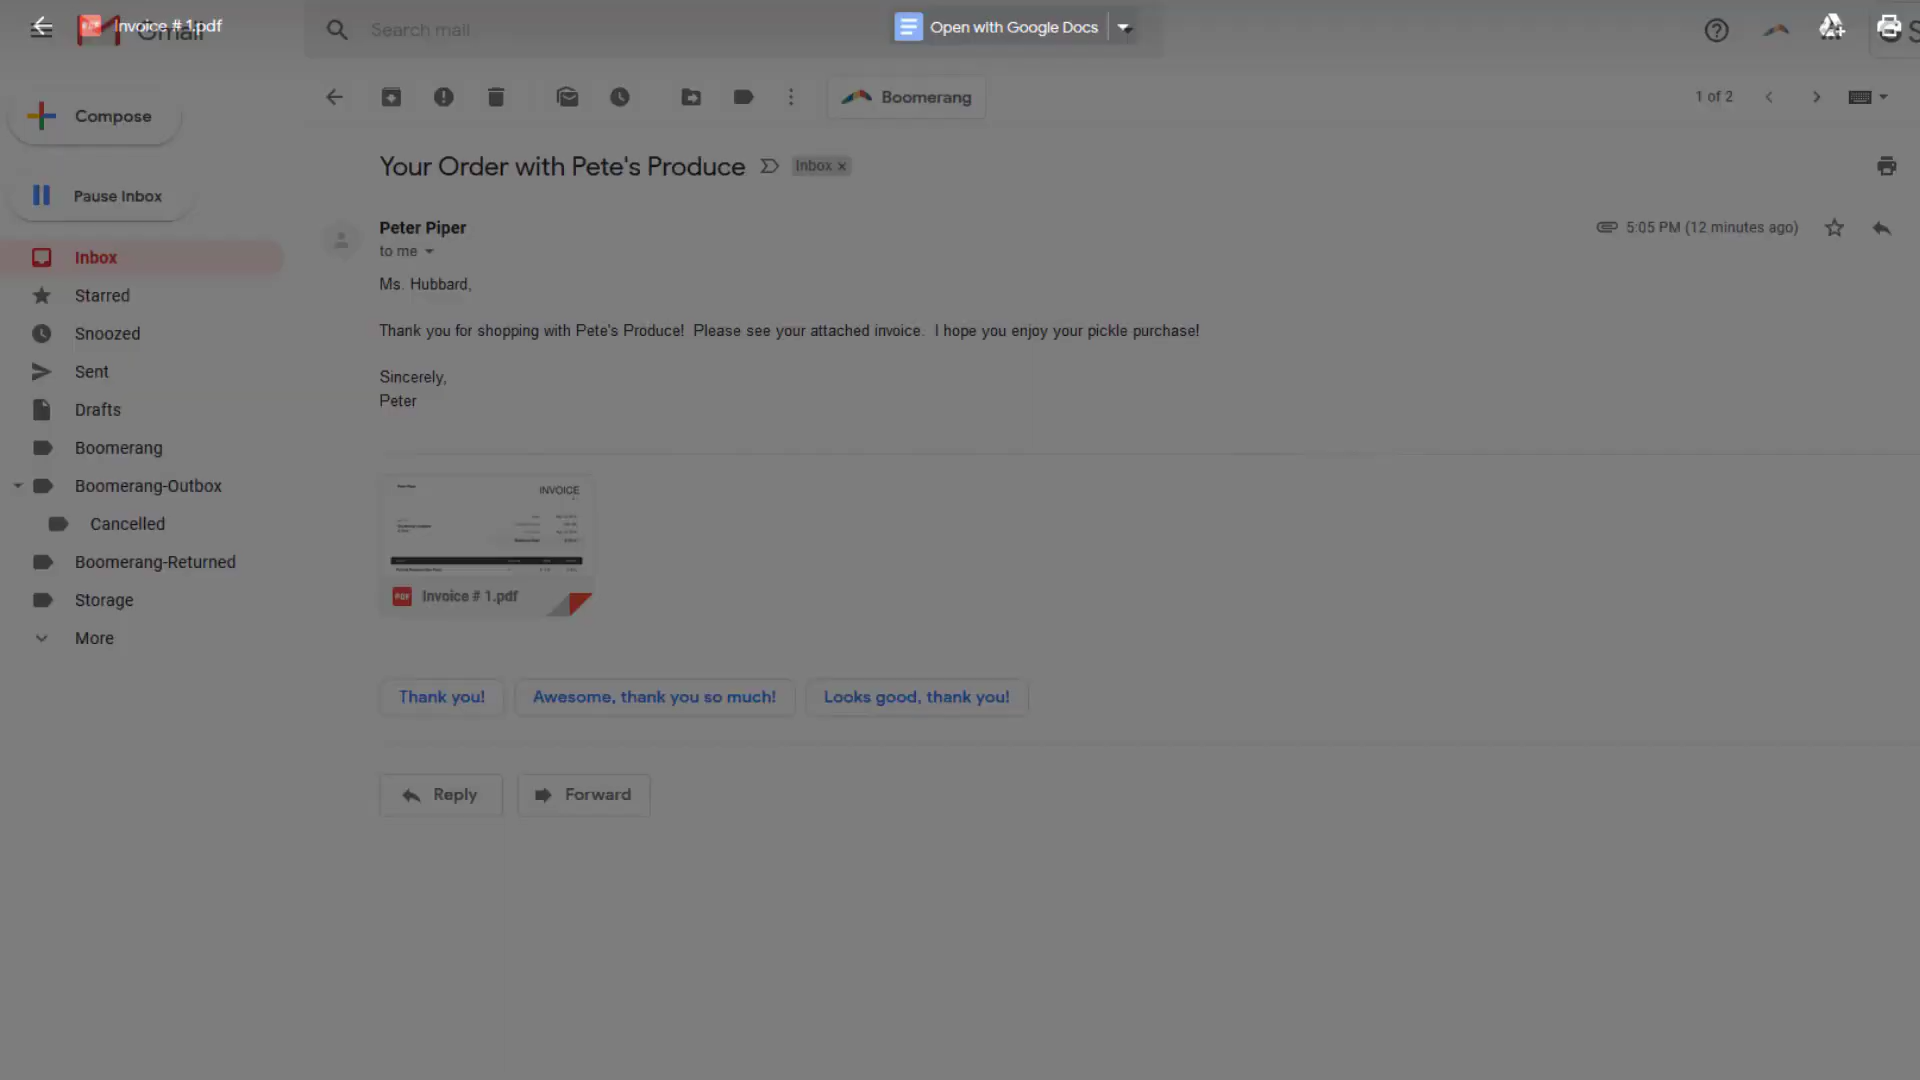 Invoice # 1.pdf
Gmail
Search mail
Open with Google Docs
Compose
Boomerang
1 of 2
Your Order with Pete's Produce
Inbox x
Pause Inbox
Peter Piper
5:05 PM (12 minutes ago)
to me
Inbox
Starred
Snoozed
Sent
Drafts
Boomerang
Boomerang-Outbox
Cancelled
Boomerang-Returned
Storage
More
Ms. Hubbard,
Thank you for shopping with Pete's Produce!  Please see your attached invoice.  I hope you enjoy your pickle purchase!
Sincerely,
Peter
INVOICE
PDF Invoice # 1.pdf
Thank you!
Awesome, thank you so much!
Looks good, thank you!
Reply
Forward